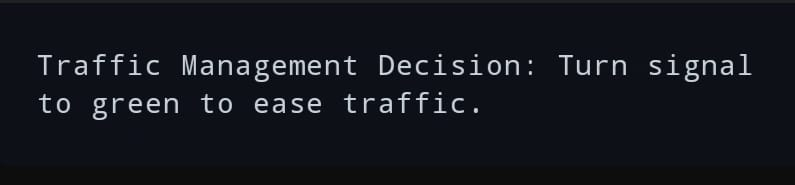 Traffic Management Decision: Turn signal
to green to ease traffic.